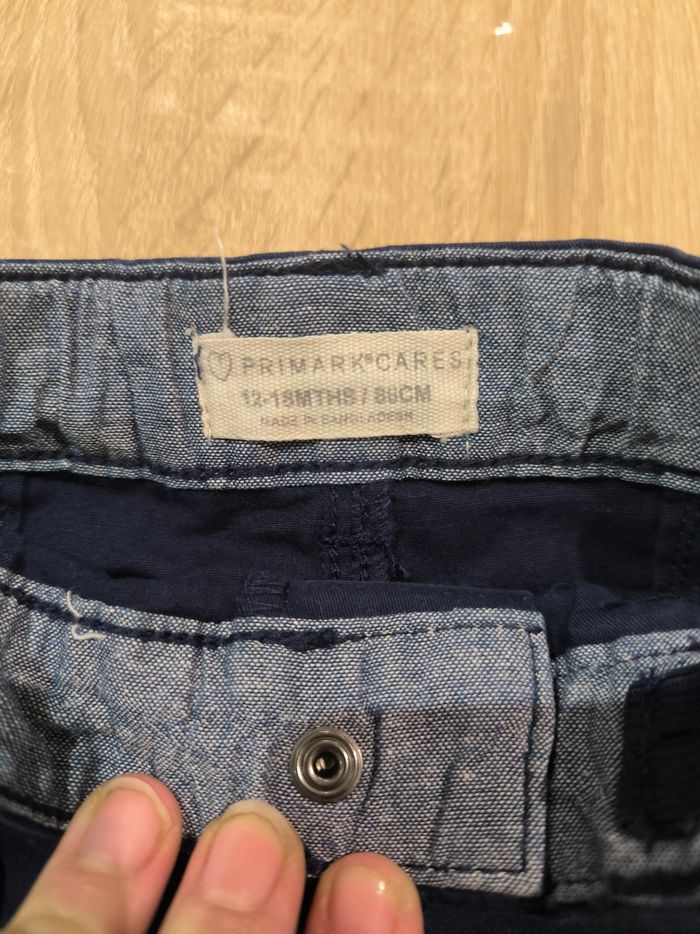 PRIMARK®CARES
12-18MTHS / 86CM
MADE IN BANGLADESH